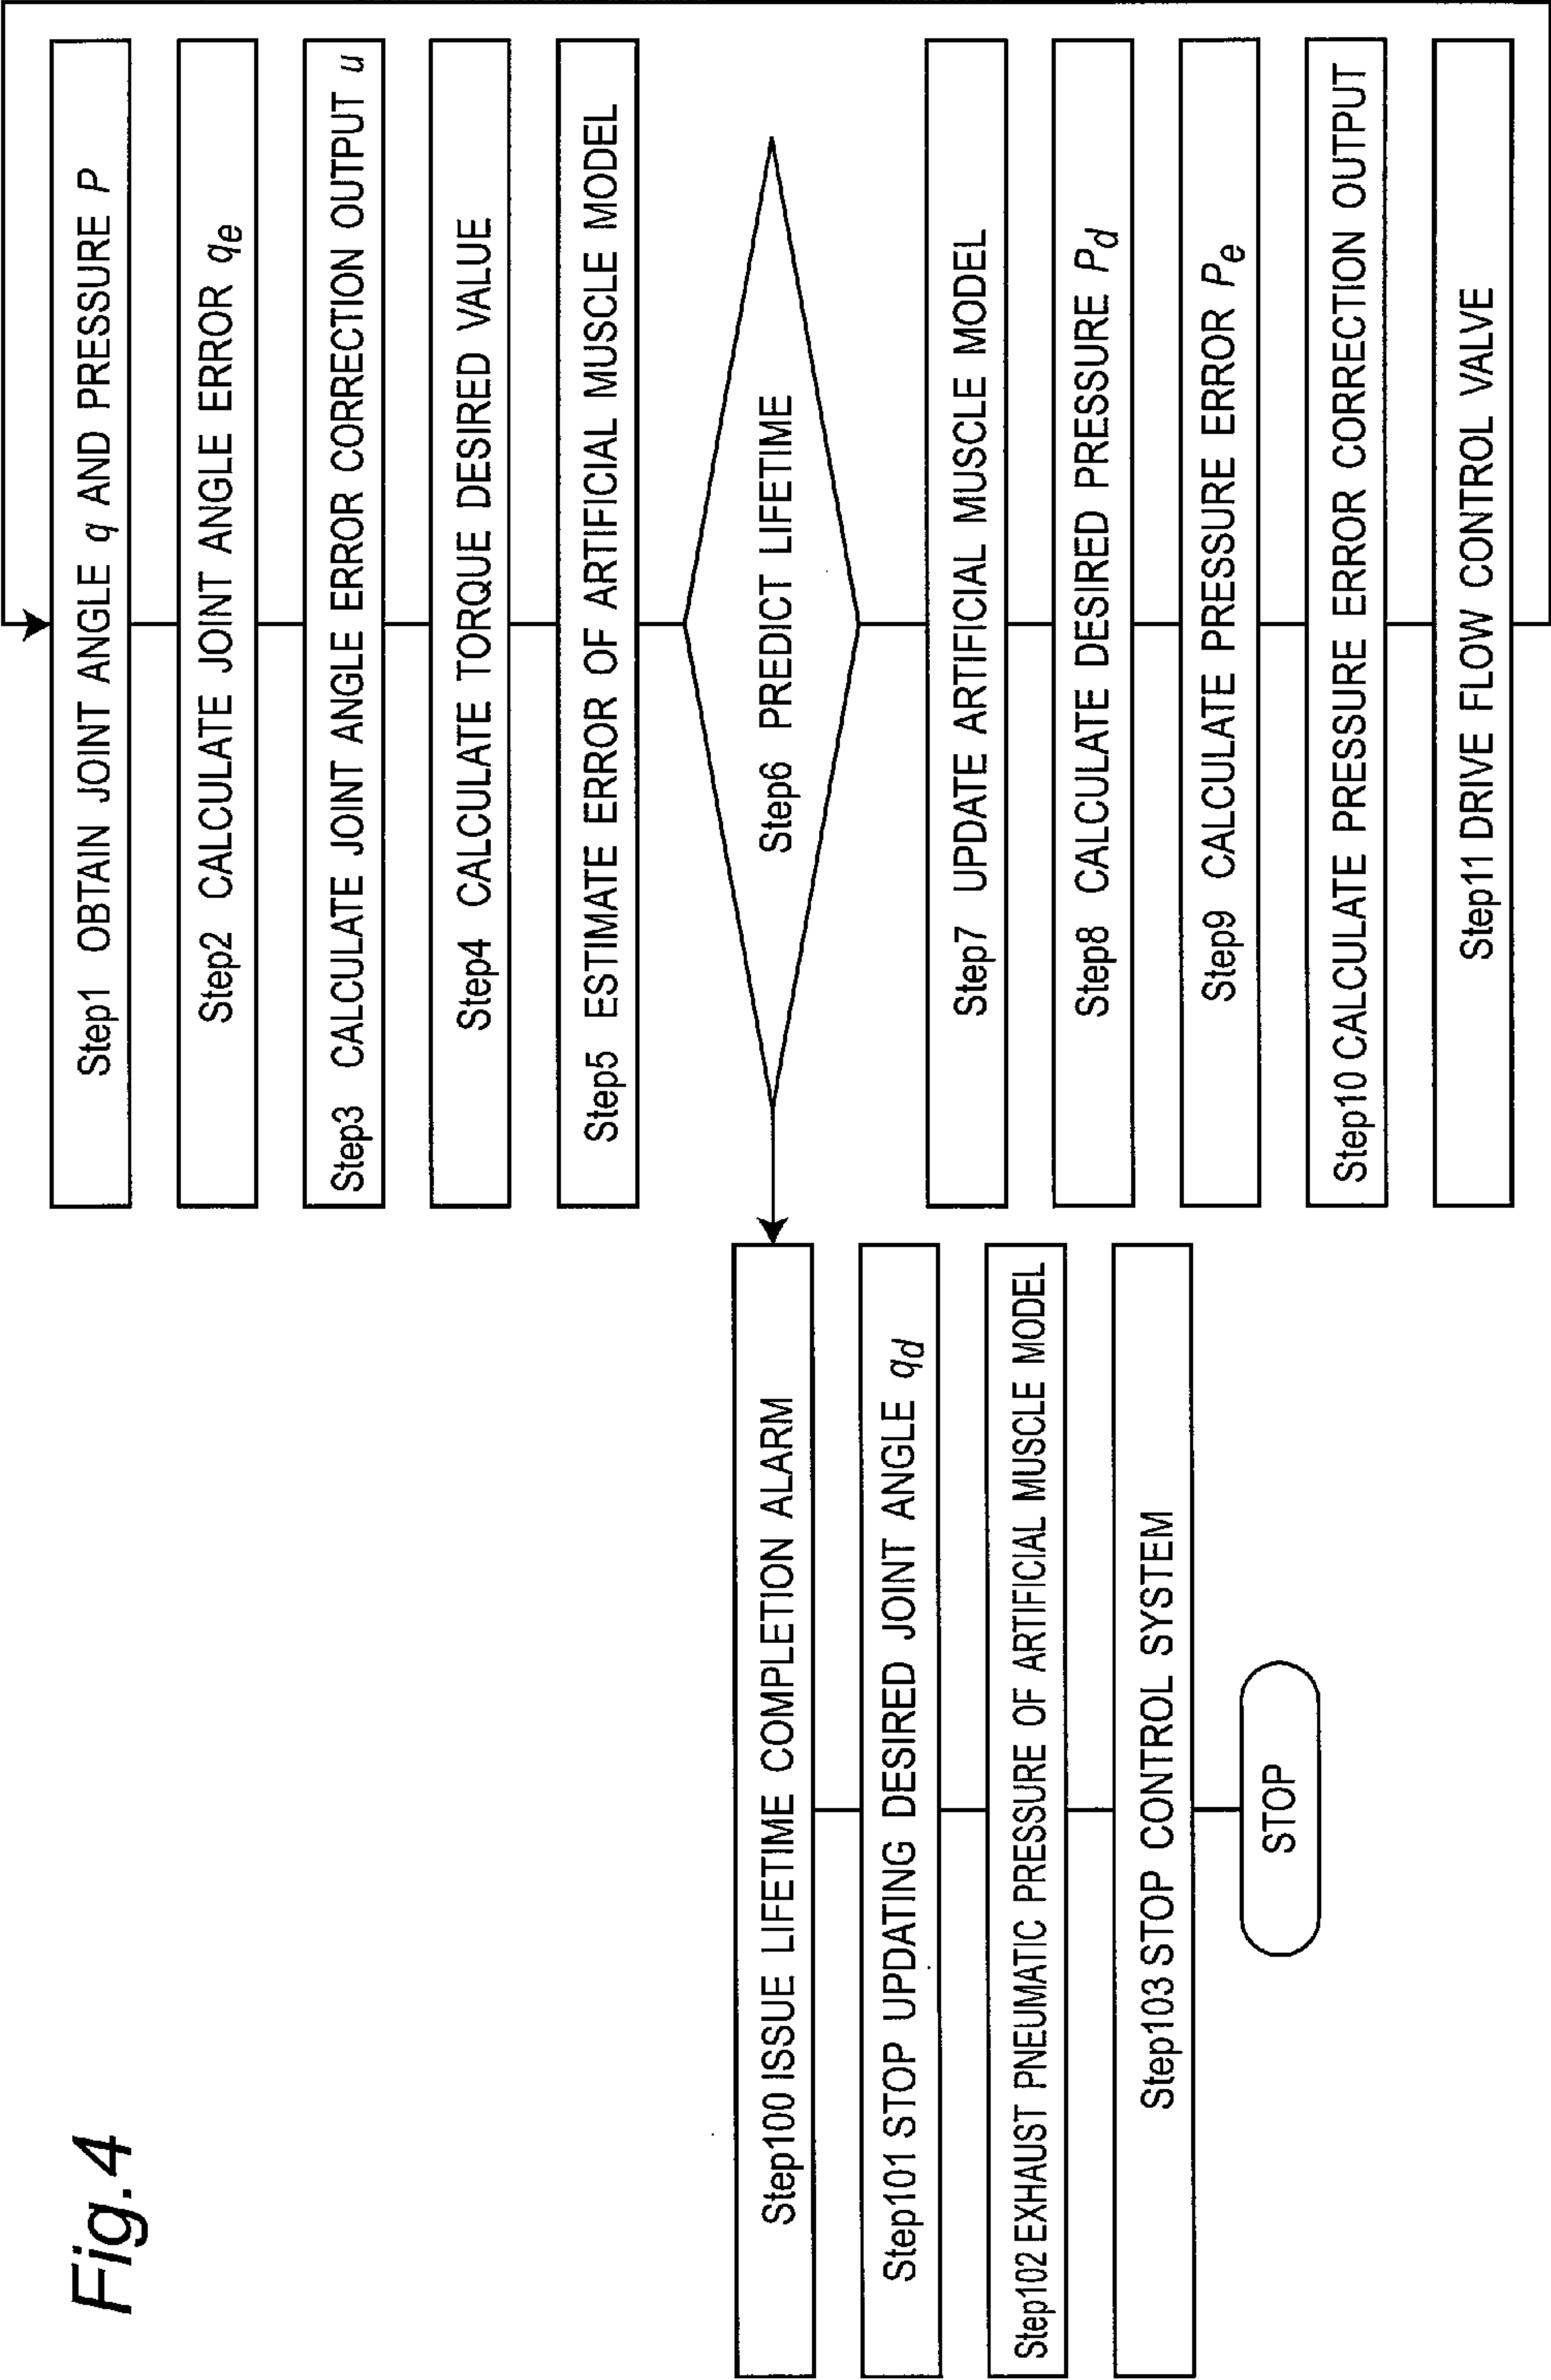 Fig.4
Step1 OBTAIN JOINT ANGLE q AND PRESSURE P
Step2 CALCULATE JOINT ANGLE ERROR qe
Step3 CALCULATE JOINT ANGLE ERROR CORRECTION OUTPUT u
Step4 CALCULATE TORQUE DESIRED VALUE
Step5 ESTIMATE ERROR OF ARTIFICIAL MUSCLE MODEL
Step6 PREDICT LIFETIME
Step7 UPDATE ARTIFICIAL MUSCLE MODEL
Step8 CALCULATE DESIRED PRESSURE Pd
Step9 CALCULATE PRESSURE ERROR Pe
Step10 CALCULATE PRESSURE ERROR CORRECTION OUTPUT
Step11 DRIVE FLOW CONTROL VALVE
Step100 ISSUE LIFETIME COMPLETION ALARM
Step101 STOP UPDATING DESIRED JOINT ANGLE qd
Step102 EXHAUST PNEUMATIC PRESSURE OF ARTIFICIAL MUSCLE MODEL
Step103 STOP CONTROL SYSTEM
STOP